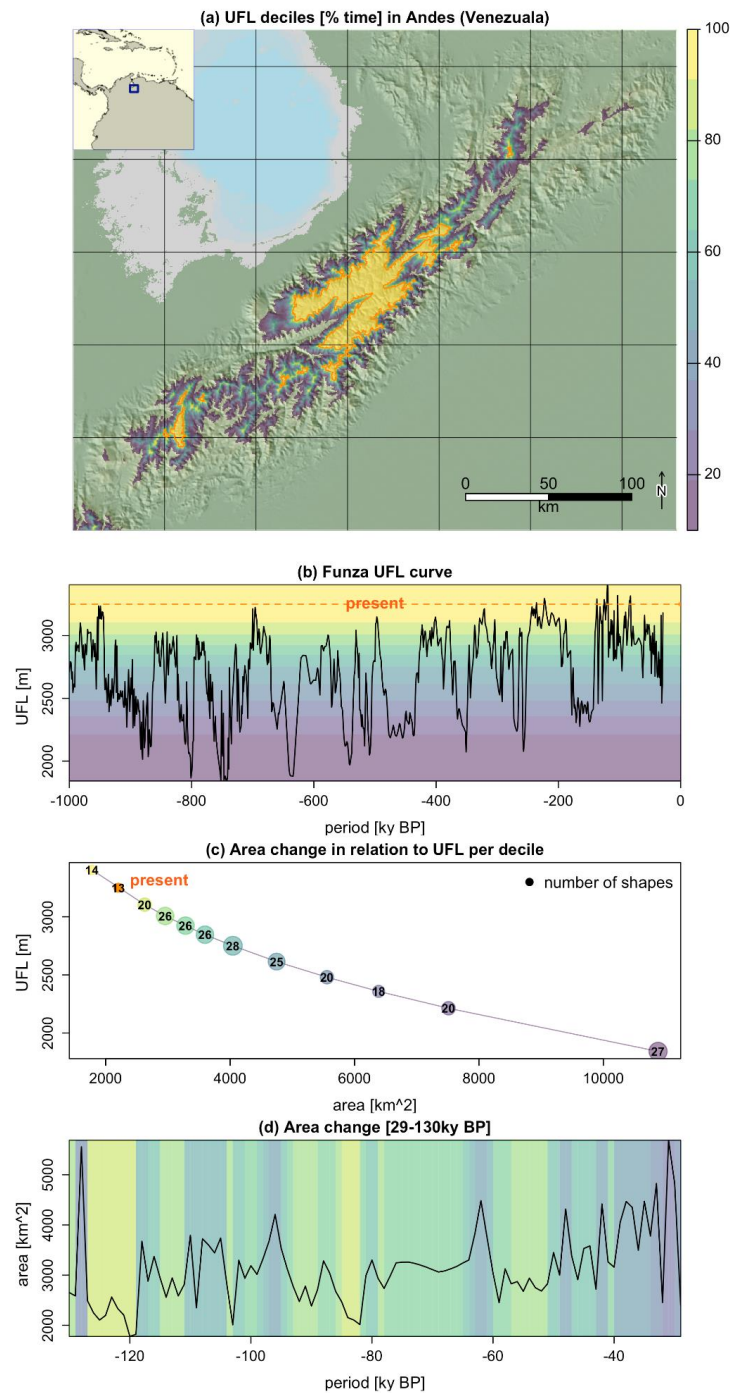 (a) UFL deciles [% time] in Andes (Venezuala)
100
80
60
40
20
0 50 100
km
N
(b) Funza UFL curve
present
UFL [m]
3000
2500
2000
-1000 -800 -600 -400 -200 0
period [ky BP]
(c) Area change in relation to UFL per decile
14
13
present
number of shapes
20
26
26
28
28
25
20
18
20
27
UFL [m]
3000
2500
2000
2000 4000 6000 8000 10000
area [km^2]
(d) Area change [29-130ky BP]
area [km^2]
5000
4000
3000
2000
-120 -100 -80 -60 -40
period [ky BP]